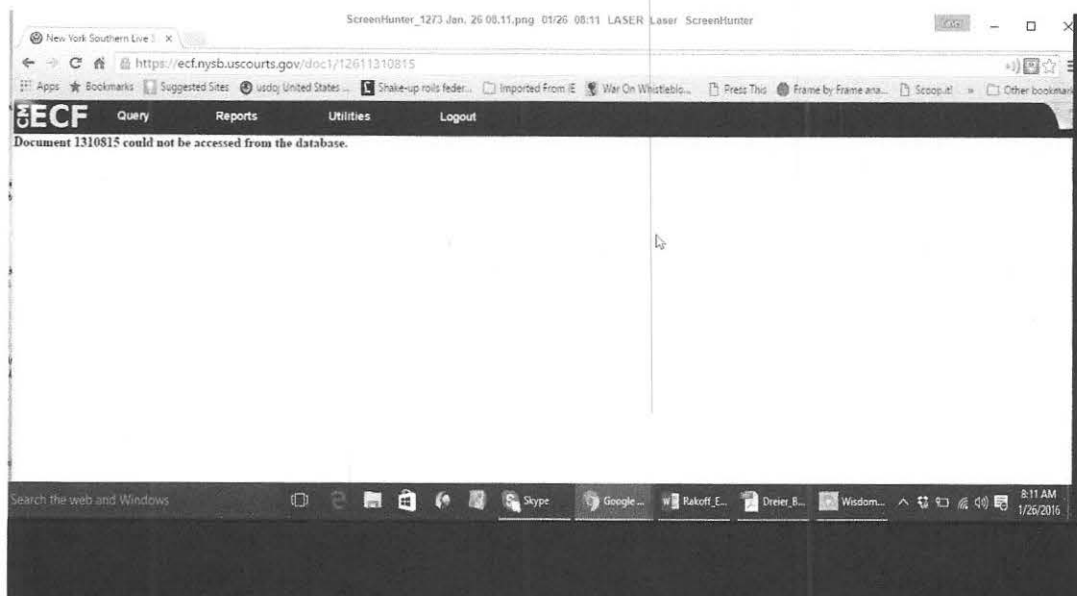 ScreenHunter_1273 Jan. 26 08.11.png 01/26 08:11 LASER Laser ScreenHunter
New York Southern Live
https://ecf.nysb.uscourts.gov/doc1/12611310815
Apps Bookmarks Suggested Sites usdoj United States ... Shake-up roils feder... Imported From IE War On Whistleblo... Press This Frame by Frame ana... Scoop.it! » Other bookmark
CM ECF Query Reports Utilities Logout
Document 1310815 could not be accessed from the database.
Search the web and Windows Skype Google ... Rakoff_E... Dreier_B... Wisdom... 8:11 AM
1/26/2016